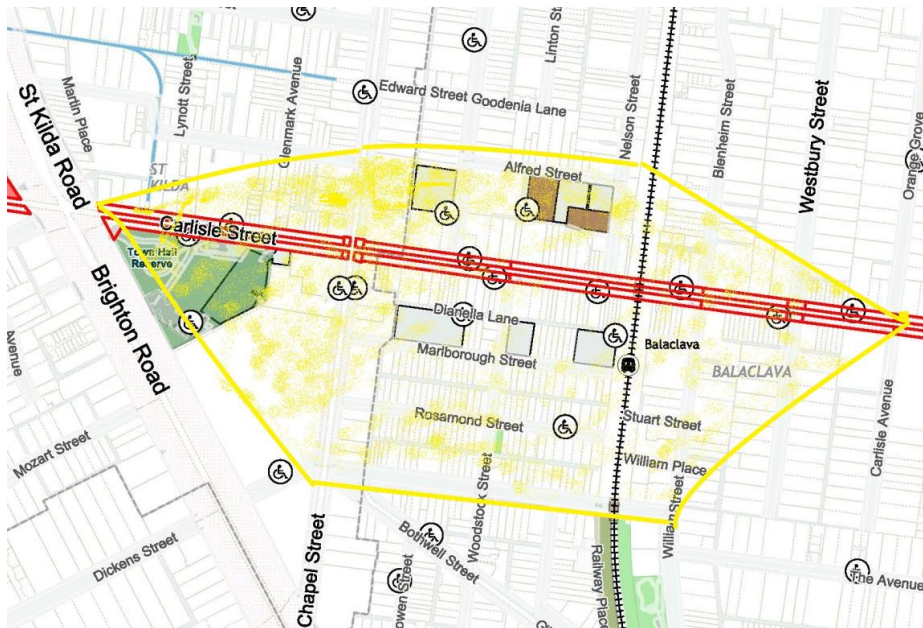 Linton St
Edward Street Goodenia Lane
Martin Place
Lynott Street
Glenmark Avenue
Nelson Street
Blenheim Street
Westbury Street
Orange Grove
St Kilda Road
ST
KILDA
Alfred Street
Carlisle Street
Town Hall
Reserve
Brighton Road
Dianella Lane
Marlborough Street
Balaclava
BALACLAVA
Avenue
Rosamond Street
Stuart Street
William Place
Carlisle Avenue
Mozart Street
Woodstock Street
William Street
Dickens Street
Chapel Street
Bothwell Street
owen Street
Railway Place
The Avenue